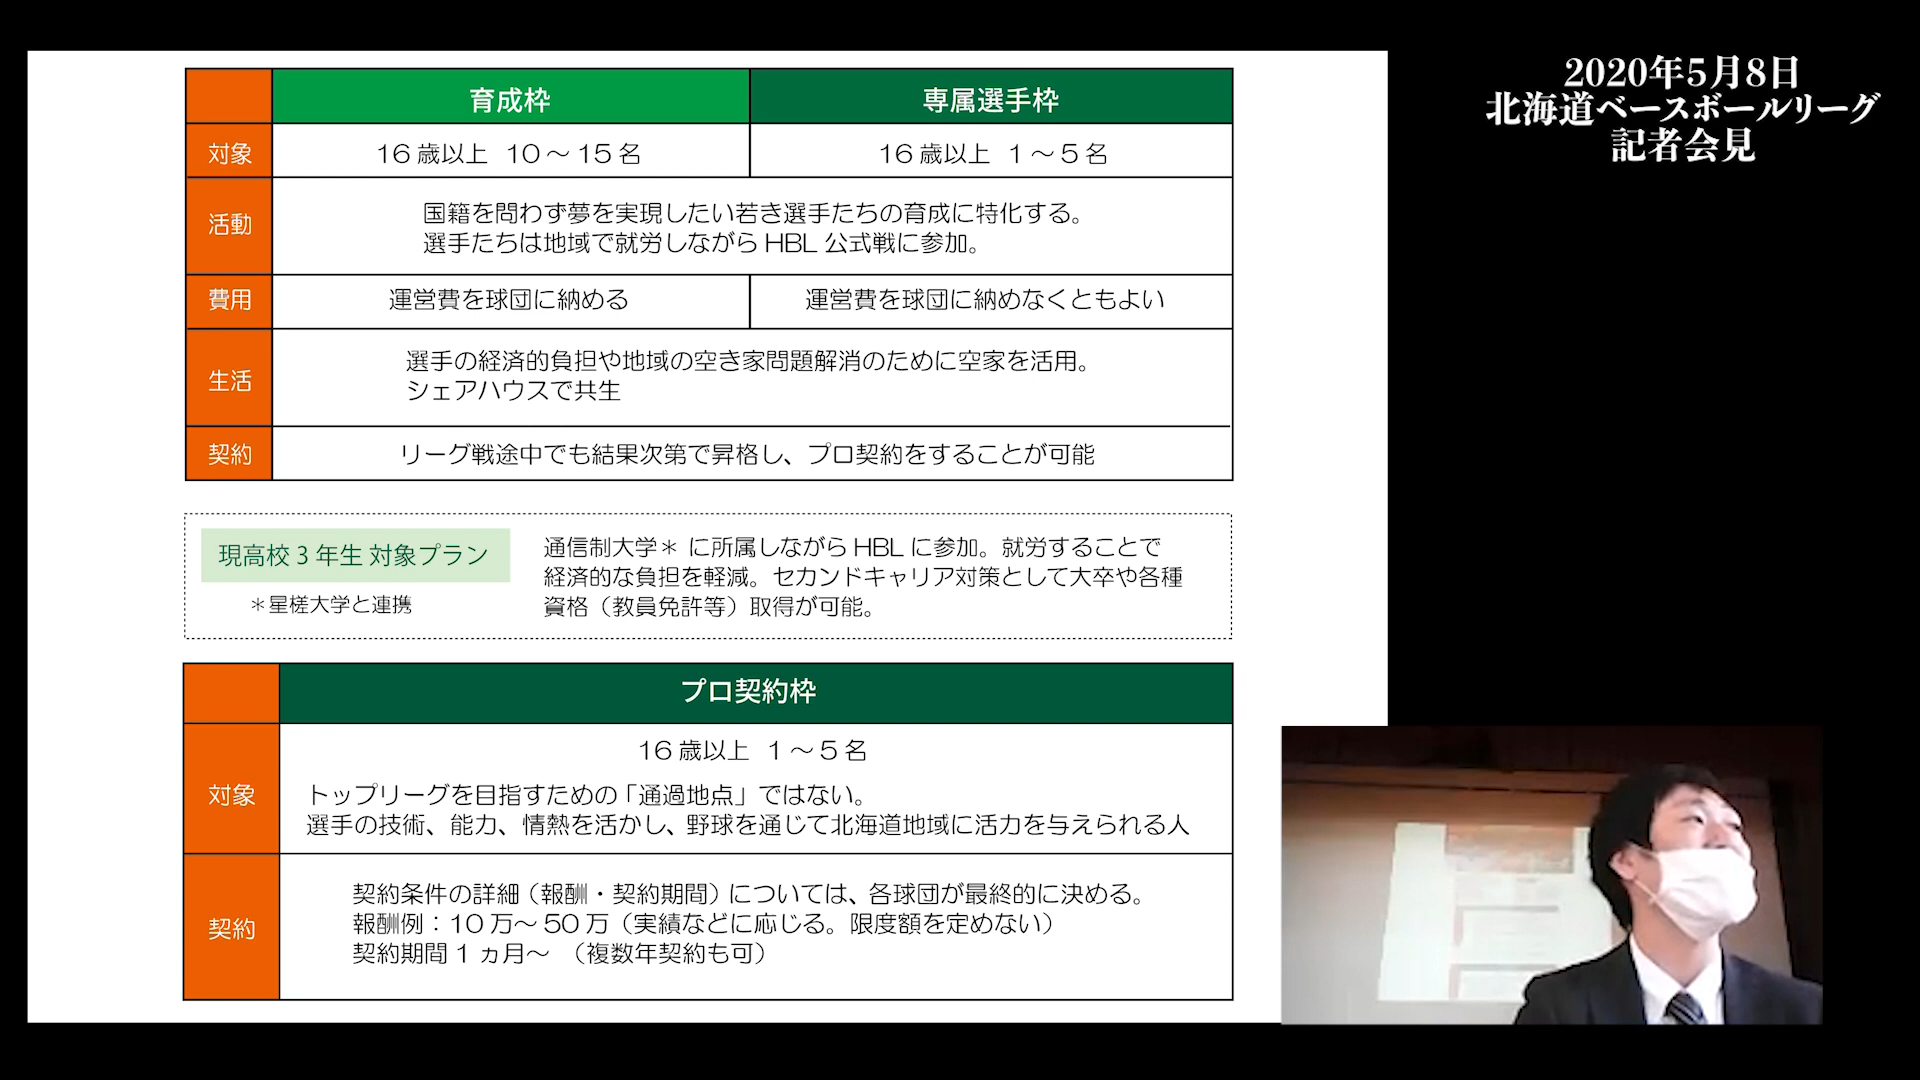 2020年5月8日
北海道ベースボールリーグ
記者会見
育成枠 専属選手枠
対象 16歳以上 10～15名 16歳以上 1～5名
活動 国籍を問わず夢を実現したい若き選手たちの育成に特化する。
選手たちは地域で就労しながらHBL公式戦に参加。
費用 運営費を球団に納める 運営費を球団に納めなくともよい
生活 選手の経済的負担や地域の空き家問題解消のために空家を活用。
シェアハウスで共生
契約 リーグ戦途中でも結果次第で昇格し、プロ契約をすることが可能
現高校3年生 対象プラン
＊星槎大学と連携
通信制大学＊ に所属しながらHBLに参加。就労することで
経済的な負担を軽減。セカンドキャリア対策として大卒や各種
資格（教員免許等）取得が可能。
プロ契約枠
対象 16歳以上 1～5名
トップリーグを目指すための「通過地点」ではない。
選手の技術、能力、情熱を活かし、野球を通じて北海道地域に活力を与えられる人
契約 契約条件の詳細（報酬・契約期間）については、各球団が最終的に決める。
報酬例：10万～50万（実績などに応じる。限度額を定めない）
契約期間1ヵ月～ （複数年契約も可）